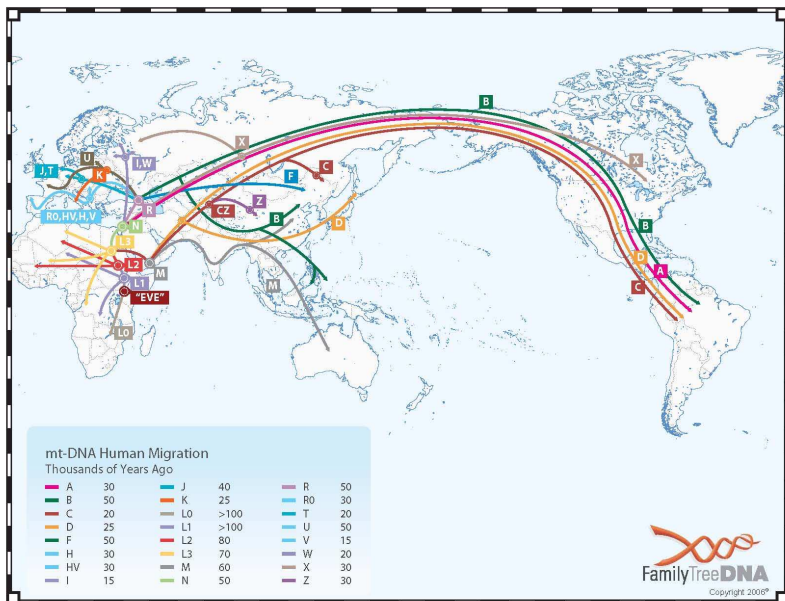 B
X
U
I,W
X
J,T
K
C
F
R0,HV,H,V
R
CZ
Z
N
B
D
B
L3
L2
M
D
A
L1
M
"EVE"
C
L0
mt-DNA Human Migration
Thousands of Years Ago
A 30 J 40 R 50
B 50 K 25 R0 30
C 20 L0 >100 T 20
D 25 L1 >100 U 50
F 50 L2 80 V 15
H 30 L3 70 W 20
HV 30 M 60 X 30
I 15 N 50 Z 30
FamilyTreeDNA
Copyright 2006®